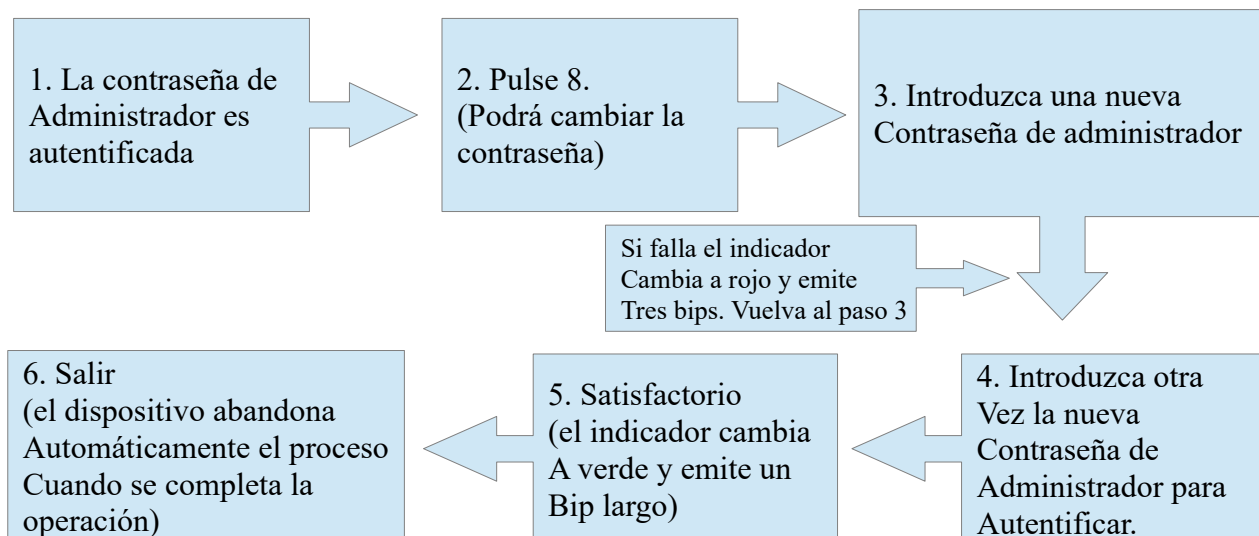 1. La contraseña de
Administrador es
autentificada
2. Pulse 8.
(Podrá cambiar la
contraseña)
3. Introduzca una nueva
Contraseña de administrador
Si falla el indicador
Cambia a rojo y emite
Tres bips. Vuelva al paso 3
4. Introduzca otra
Vez la nueva
Contraseña de
Administrador para
Autentificar.
5. Satisfactorio
(el indicador cambia
A verde y emite un
Bip largo)
6. Salir
(el dispositivo abandona
Automáticamente el proceso
Cuando se completa la
operación)